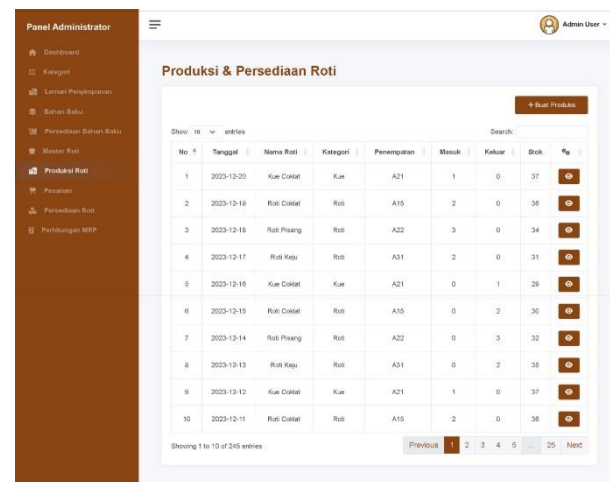 Panel Administrator
Admin User
Dashboard
Kategori
Lemari Penyimpanan
Bahan Baku
Persediaan Bahan Baku
Master Roti
Produksi Roti
Pesanan
Persediaan Roti
Perhitungan MRP
Produksi & Persediaan Roti
+ Buat Produksi
Show 10 entries Search:
No Tanggal Nama Roti Kategori Penempatan Masuk Keluar Stok
1 2023-12-20 Kue Coklat Kue A21 1 0 37
2 2023-12-19 Roti Coklat Roti A15 2 0 36
3 2023-12-18 Roti Pisang Roti A22 3 0 34
4 2023-12-17 Roti Keju Roti A31 2 0 31
5 2023-12-16 Kue Coklat Kue A21 0 1 29
6 2023-12-15 Roti Coklat Roti A15 0 2 30
7 2023-12-14 Roti Pisang Roti A22 0 3 32
8 2023-12-13 Roti Keju Roti A31 0 2 35
9 2023-12-12 Kue Coklat Kue A21 1 0 37
10 2023-12-11 Roti Coklat Roti A15 2 0 36
Showing 1 to 10 of 245 entries Previous 1 2 3 4 5 ... 25 Next